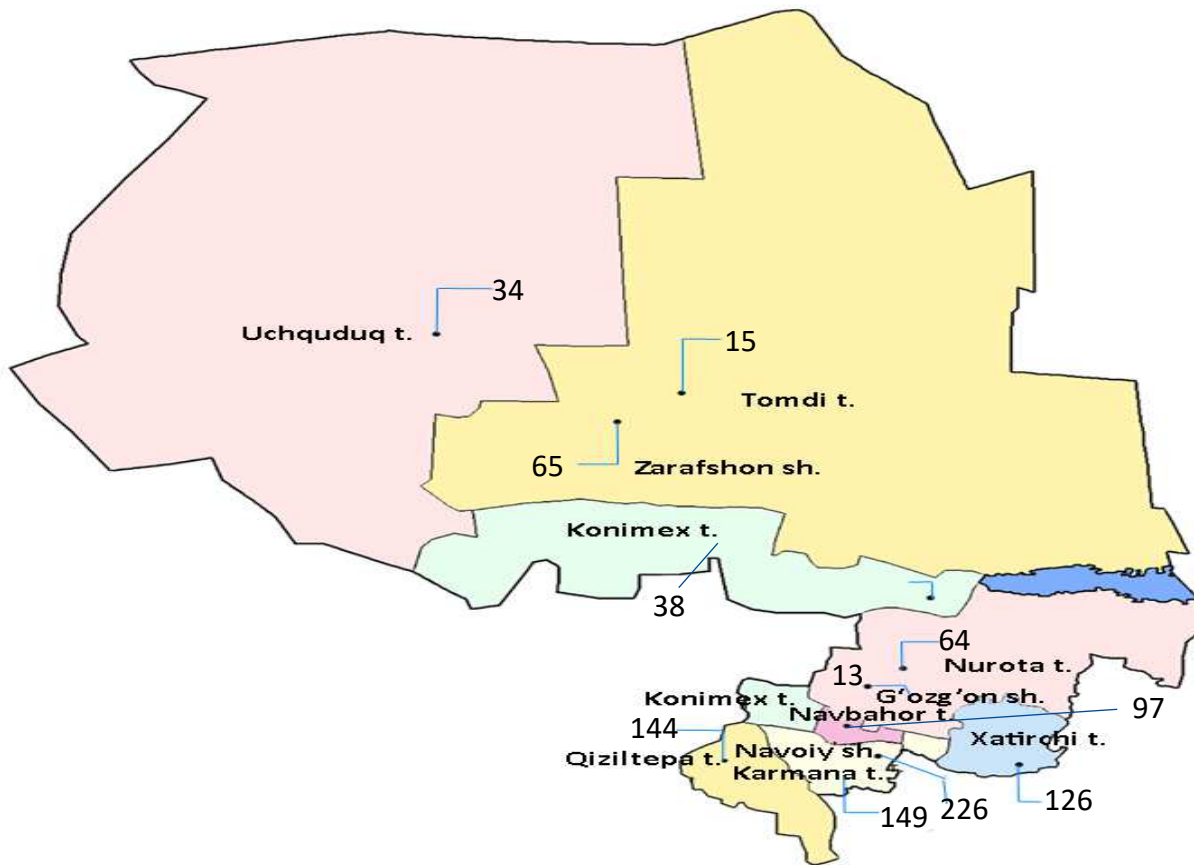 34
Uchquduq t.
15
Tomdi t.
65
Zarafshon sh.
Konimex t.
38
64
Nurota t.
13
G‘ozg‘on sh.
Konimex t.
Navbahor t.
97
144
Xatirchi t.
Qiziltepa t.
Navoiy sh.
Karmana t.
149
226
126